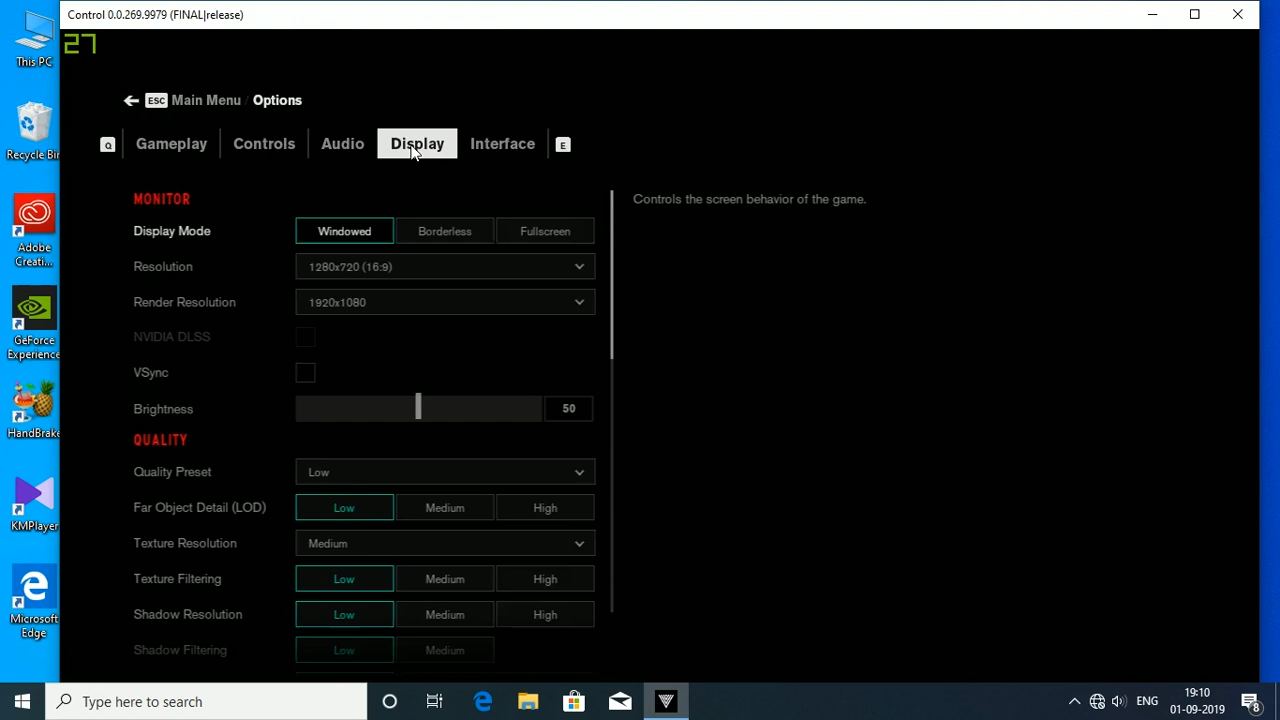 Control 0.0.269.9979 (FINAL|release)
27
This PC
Recycle Bin
Adobe
Creati...
GeForce
Experience
HandBrake
KMPlayer
Microsoft
Edge
ESC Main Menu / Options
Q Gameplay Controls Audio Display Interface E
MONITOR
Controls the screen behavior of the game.
Display Mode Windowed Borderless Fullscreen
Resolution 1280x720 (16:9)
Render Resolution 1920x1080
NVIDIA DLSS
VSync
Brightness 50
QUALITY
Quality Preset Low
Far Object Detail (LOD) Low Medium High
Texture Resolution Medium
Texture Filtering Low Medium High
Shadow Resolution Low Medium High
Shadow Filtering Low Medium
Type here to search
ENG
19:10
01-09-2019
8